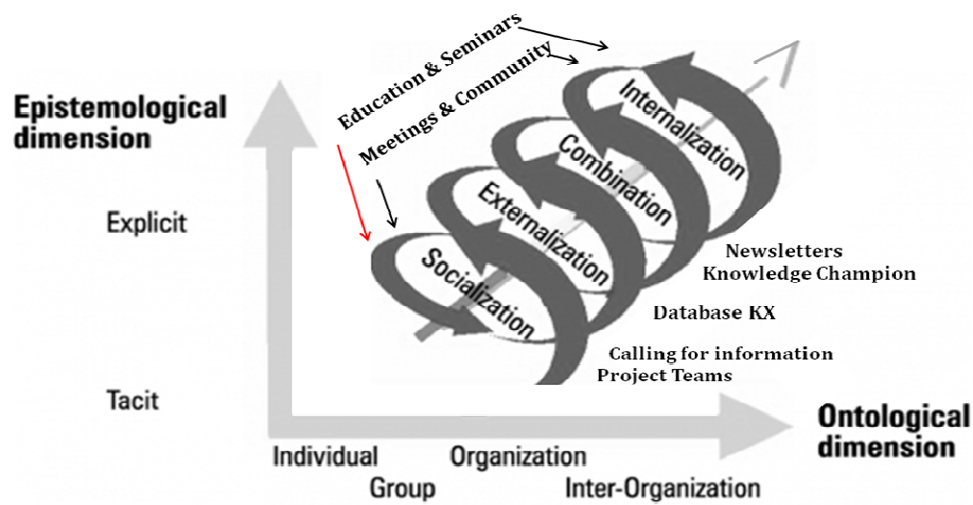 Education & Seminars
Meetings & Community
Epistemological
dimension
Explicit
Tacit
Internalization
Combination
Externalization
Socialization
Newsletters
Knowledge Champion
Database KX
Calling for information
Project Teams
Ontological
dimension
Individual
Organization
Group
Inter-Organization